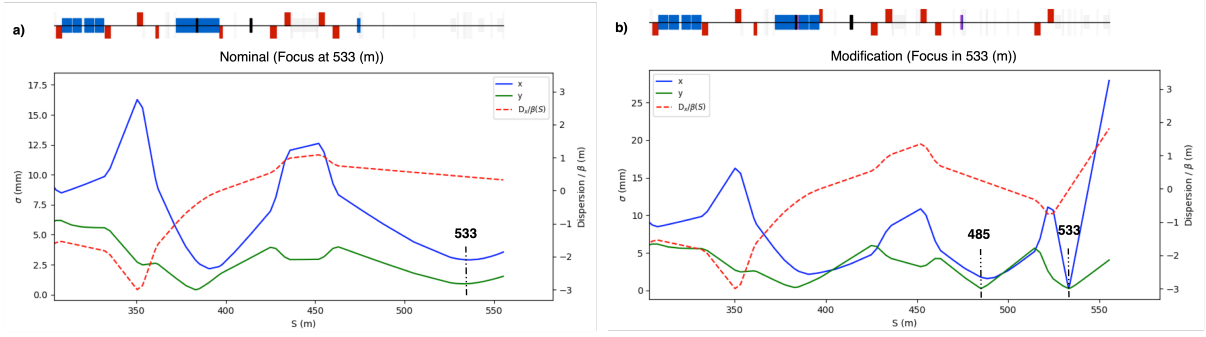 a)
Nominal (Focus at 533 (m))
17.5
15.0
12.5
10.0
7.5
5.0
2.5
0.0
σ (mm)
x
y
Dₓ/β(S)
3
2
1
0
−1
−2
−3
Dispersion / β (m)
533
350
400
450
500
550
S (m)
b)
Modification (Focus in 533 (m))
25
20
15
10
5
0
σ (mm)
x
y
Dₓ/β(S)
3
2
1
0
−1
−2
−3
Dispersion / β (m)
485
533
350
400
450
500
550
S (m)